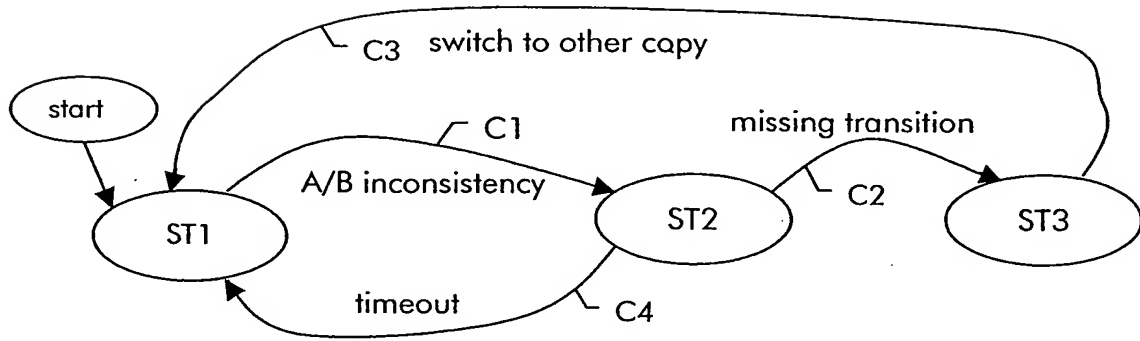 C3 switch to other copy
start
C1
missing transition
A/B inconsistency
C2
ST1
ST2
ST3
timeout
C4